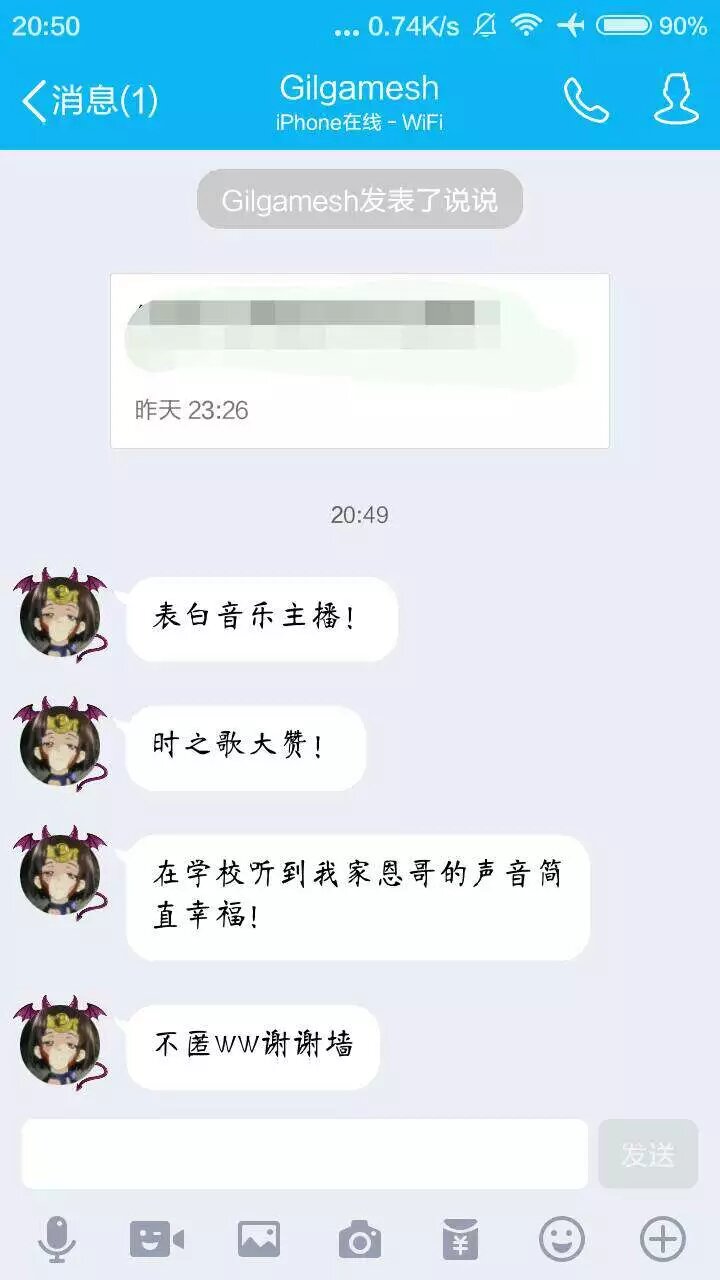 20:50
... 0.74K/s
90%
消息(1)
Gilgamesh
iPhone在线 - WiFi
Gilgamesh发表了说说
昨天 23:26
20:49
表白音乐主播!
时之歌大赞!
在学校听到我家恩哥的声音简
直幸福!
不匿ww谢谢墙
发送